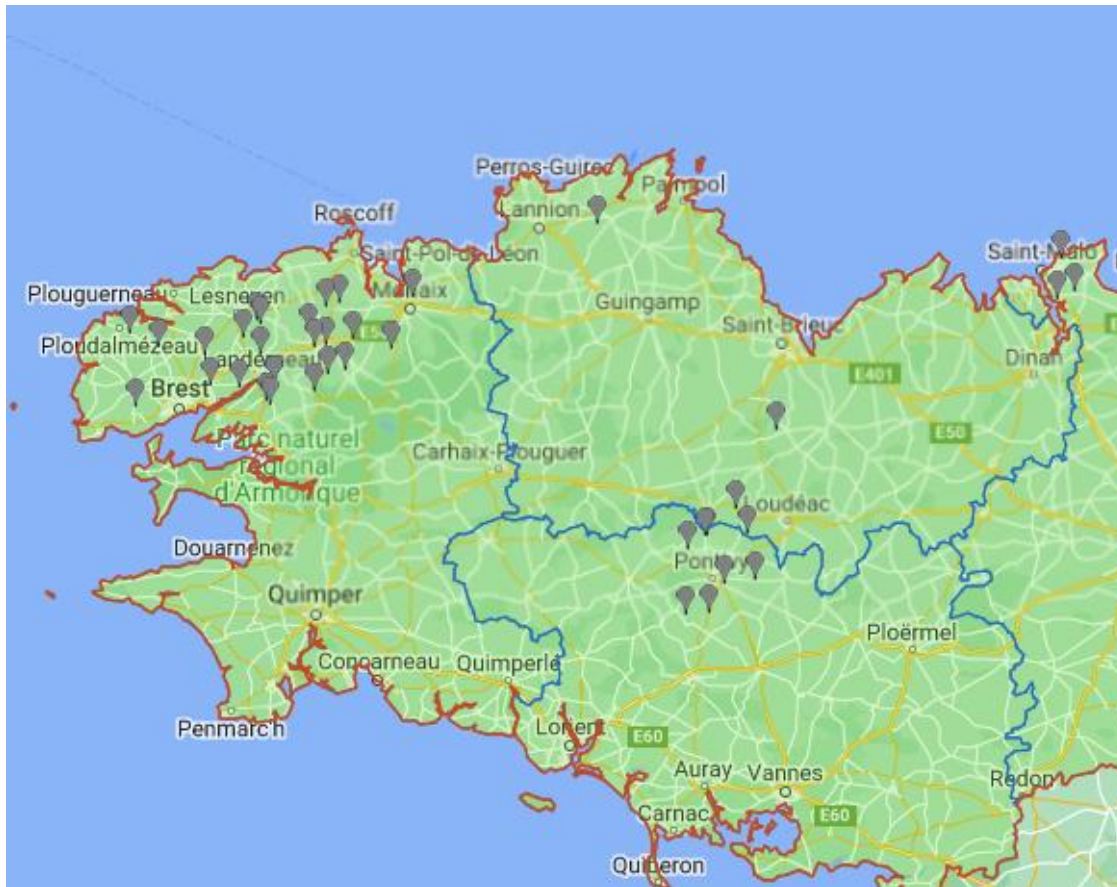 Perros-Guirec
Paimpol
Lannion
Roscoff
Saint-Pol-de-Léon
Saint-Malo
Plouguerneau
Lesneven
Morlaix
Guingamp
Saint-Brieuc
Ploudalmézeau
Landerneau
Dinan
E401
Brest
E50
Parc naturel
régional
d'Armorique
Carhaix-Plouguer
Loudéac
Douarnenez
Pontivy
Quimper
Ploërmel
Concarneau
Quimperlé
Penmarc'h
Lorient
E60
Auray
Vannes
Redon
Carnac
E60
Quiberon